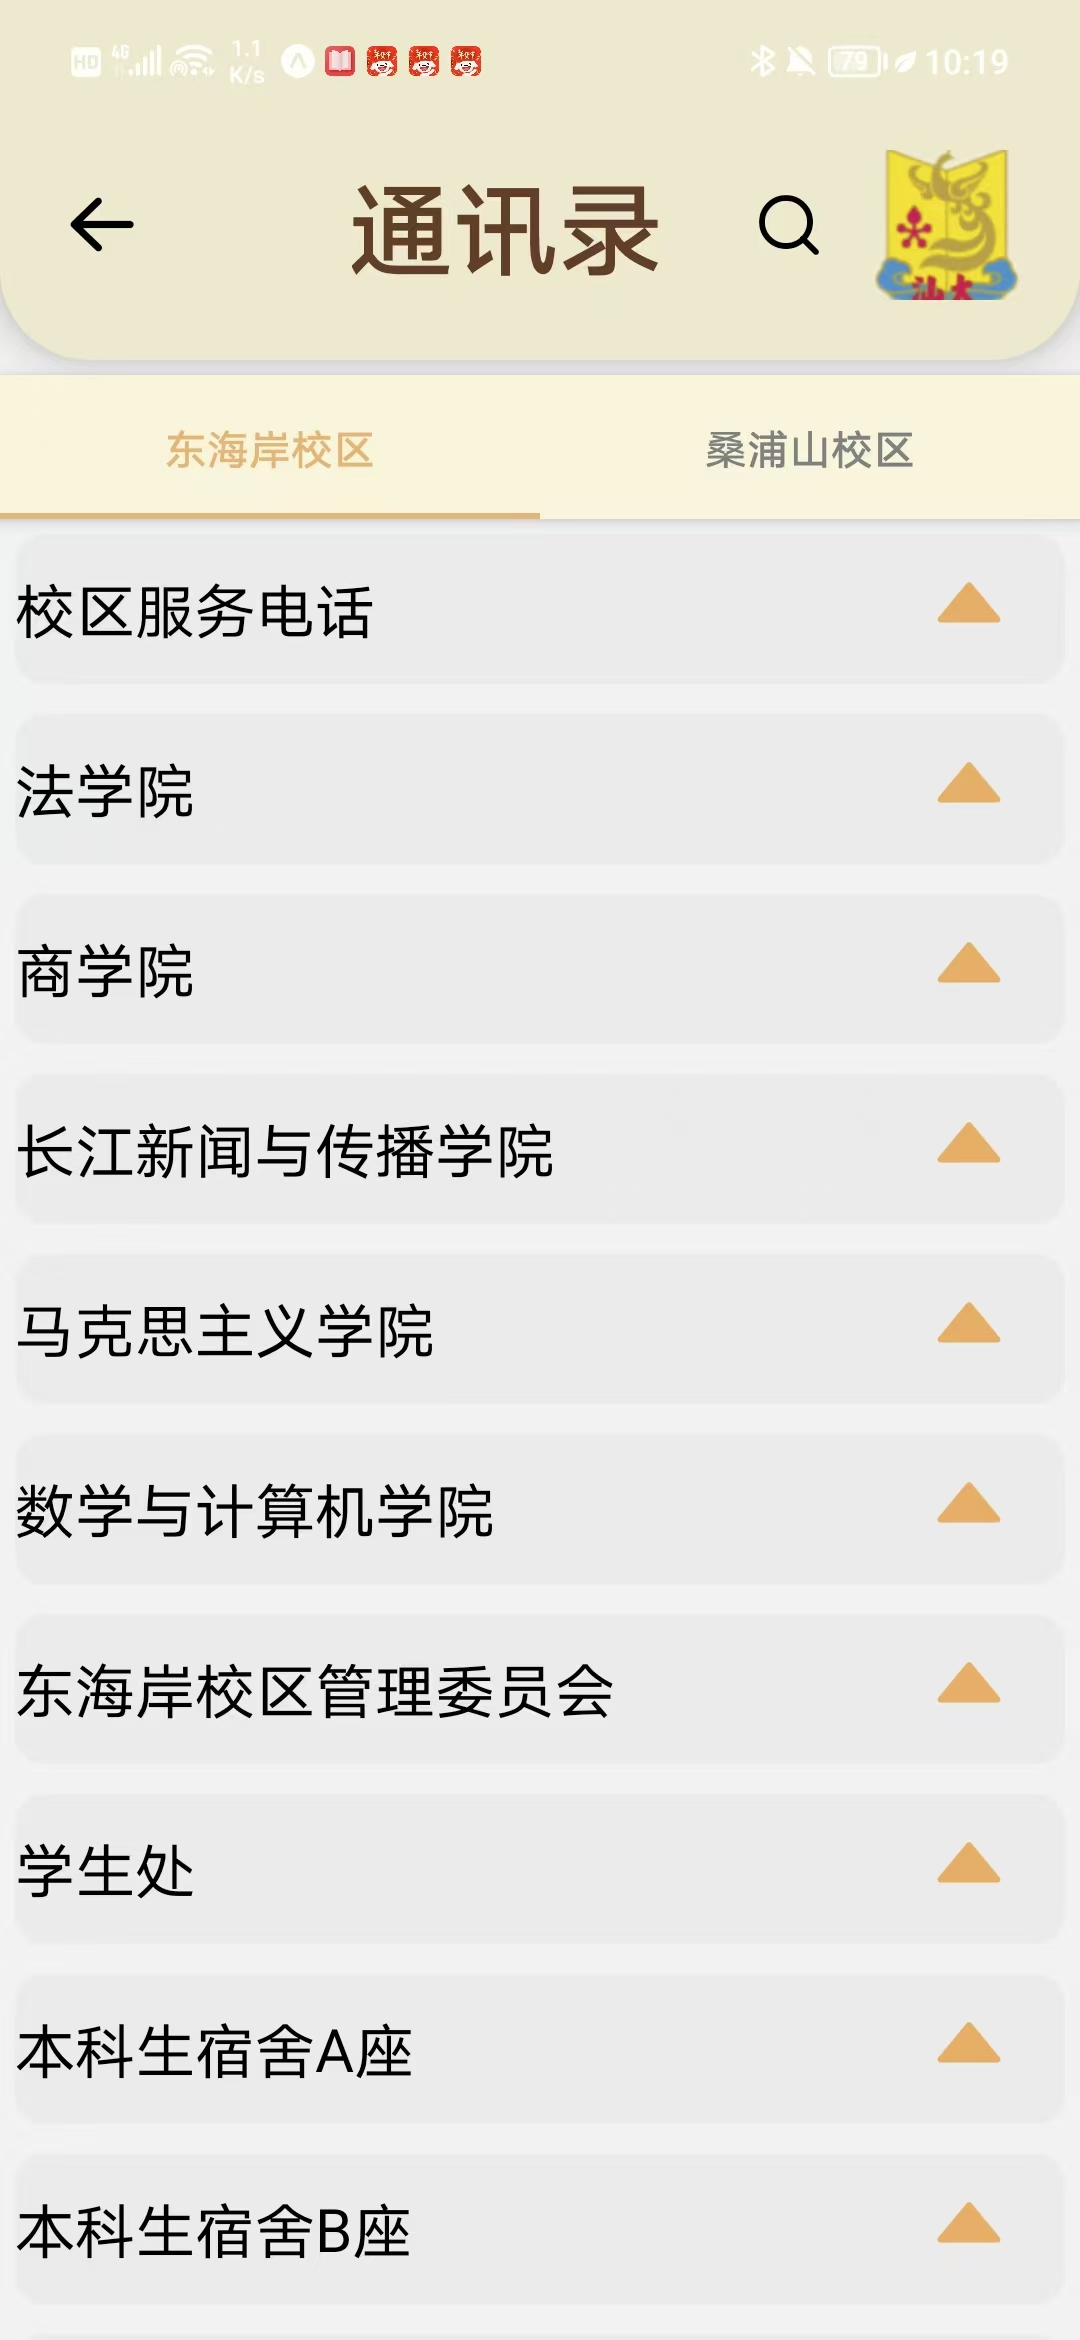 HD 4G 1.1 K/s 79 10:19
通讯录
汕大
东海岸校区 桑浦山校区
校区服务电话
法学院
商学院
长江新闻与传播学院
马克思主义学院
数学与计算机学院
东海岸校区管理委员会
学生处
本科生宿舍A座
本科生宿舍B座